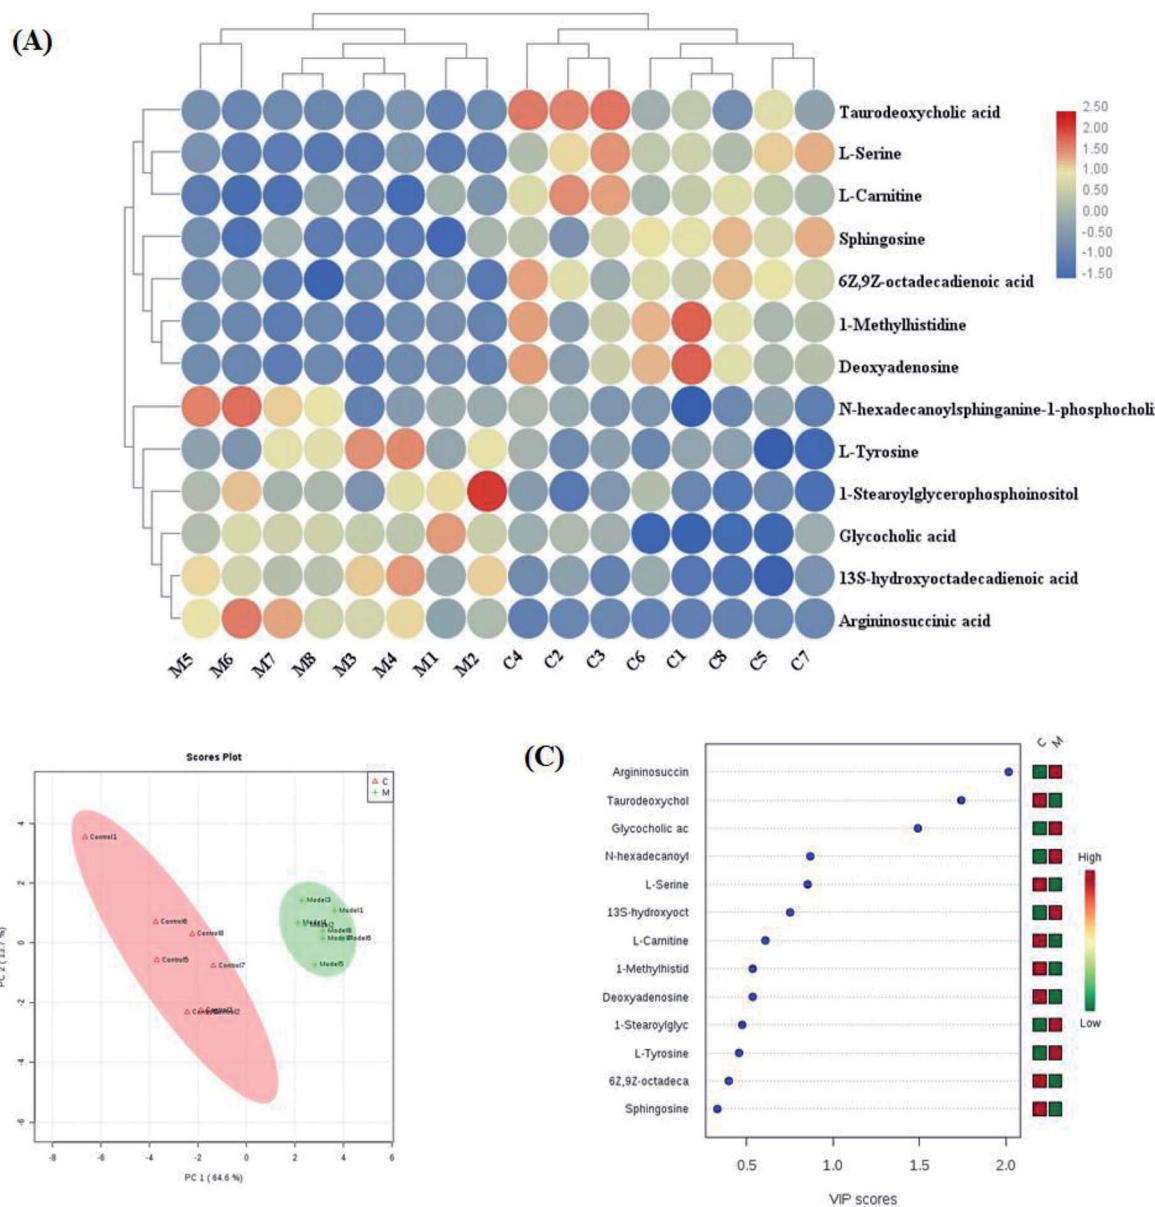 (A)
Taurodeoxycholic acid
L-Serine
L-Carnitine
Sphingosine
6Z,9Z-octadecadienoic acid
1-Methylhistidine
Deoxyadenosine
N-hexadecanoylsphinganine-1-phosphocholi
L-Tyrosine
1-Stearoylglycerophosphoinositol
Glycocholic acid
13S-hydroxyoctadecadienoic acid
Argininosuccinic acid
2.50
2.00
1.50
1.00
0.50
0.00
-0.50
-1.00
-1.50
M5 M6 M7 M8 M3 M4 M1 M2 C4 C2 C3 C6 C1 C8 C5 C7
Scores Plot
C
M
Control1
Control6
Control8
Control5
Control7
Model3
Model1
Model5
4
2
0
-2
-4
-6
-8 -6 -4 -2 0 2 4 6
PC 1 ( 64.6 %)
(C)
C M
Argininosuccin
Taurodeoxychol
Glycocholic ac
N-hexadecanoyl
L-Serine
13S-hydroxyoct
L-Carnitine
1-Methylhistid
Deoxyadenosine
1-Stearoylglyc
L-Tyrosine
6Z,9Z-octadeca
Sphingosine
High
Low
0.5 1.0 1.5 2.0
VIP scores